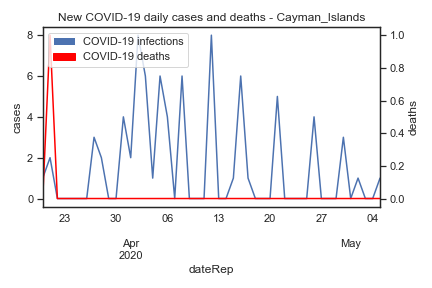 New COVID-19 daily cases and deaths - Cayman_Islands
COVID-19 infections
COVID-19 deaths
8
6
4
2
0
cases
1.0
0.8
0.6
0.4
0.2
0.0
deaths
23 30 06 13 20 27 04
Apr May
2020
dateRep